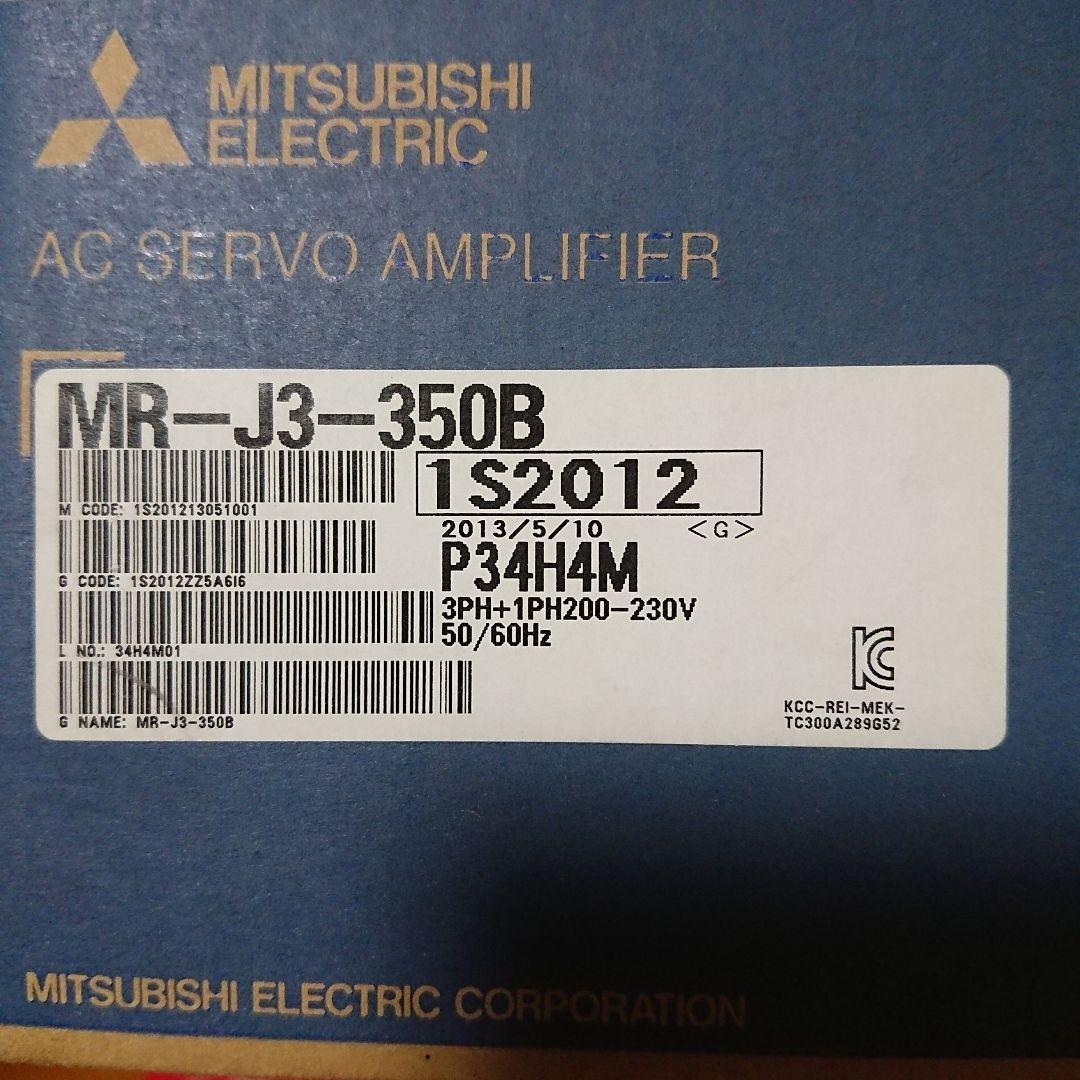 MITSUBISHI
ELECTRIC
AC SERVO AMPLIFIER
MR-J3-350B
1S2012
M CODE: 1S201213051001
2013/5/10 <G>
P34H4M
G CODE: 1S2012ZZ5A6I6
3PH+1PH200-230V
50/60Hz
L NO.: 34H4M01
KCC-REI-MEK-
TC300A289G52
G NAME: MR-J3-350B
MITSUBISHI ELECTRIC CORPORATION